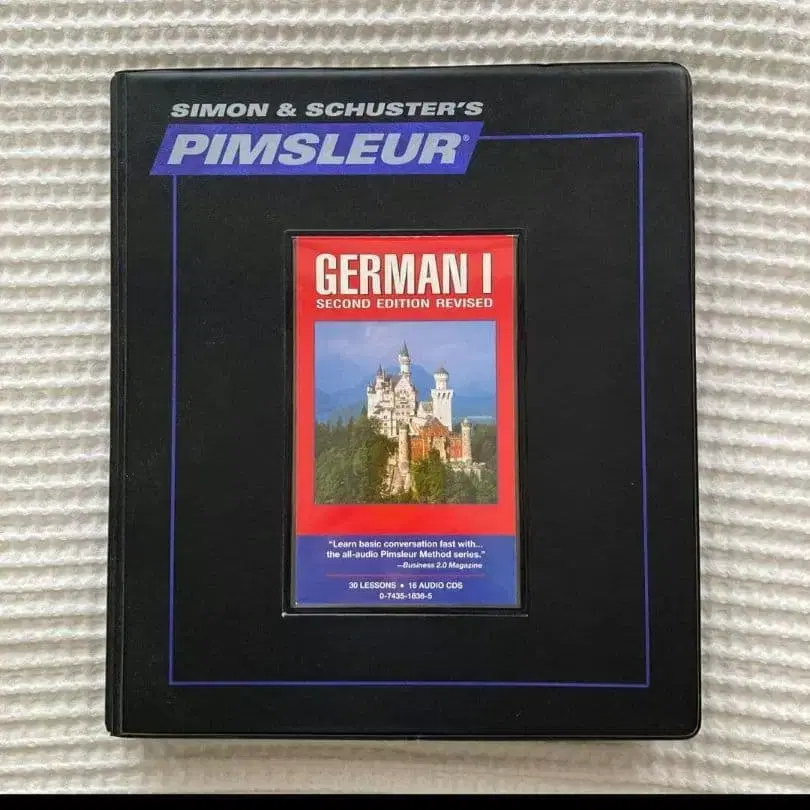 SIMON & SCHUSTER'S
PIMSLEUR®
GERMAN I
SECOND EDITION REVISED
"Learn basic conversation fast with...
the all-audio Pimsleur Method series."
—Business 2.0 Magazine
30 LESSONS • 16 AUDIO CDS
0-7435-1836-5